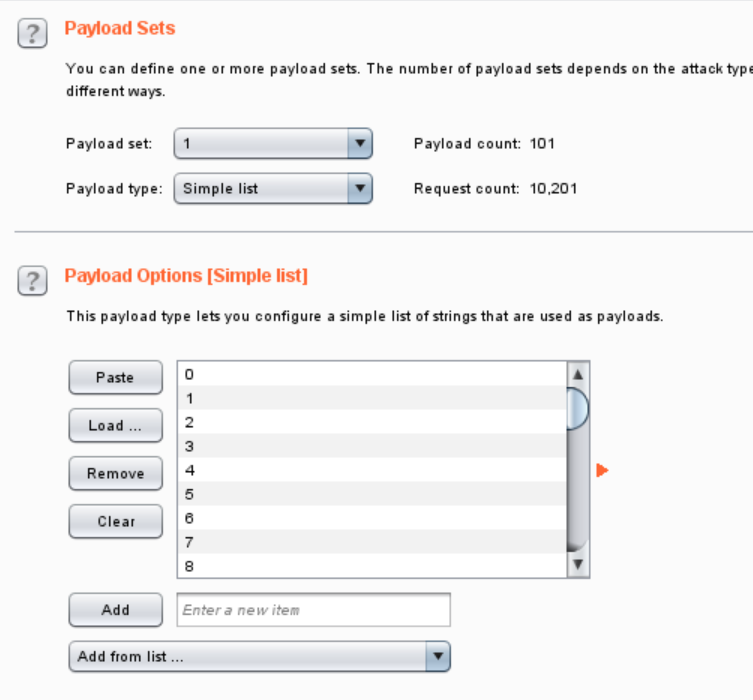 ?
Payload Sets
You can define one or more payload sets. The number of payload sets depends on the attack type
different ways.
Payload set: 1 Payload count: 101
Payload type: Simple list Request count: 10,201
?
Payload Options [Simple list]
This payload type lets you configure a simple list of strings that are used as payloads.
Paste
Load ...
Remove
Clear
0
1
2
3
4
5
6
7
8
Add Enter a new item
Add from list ...